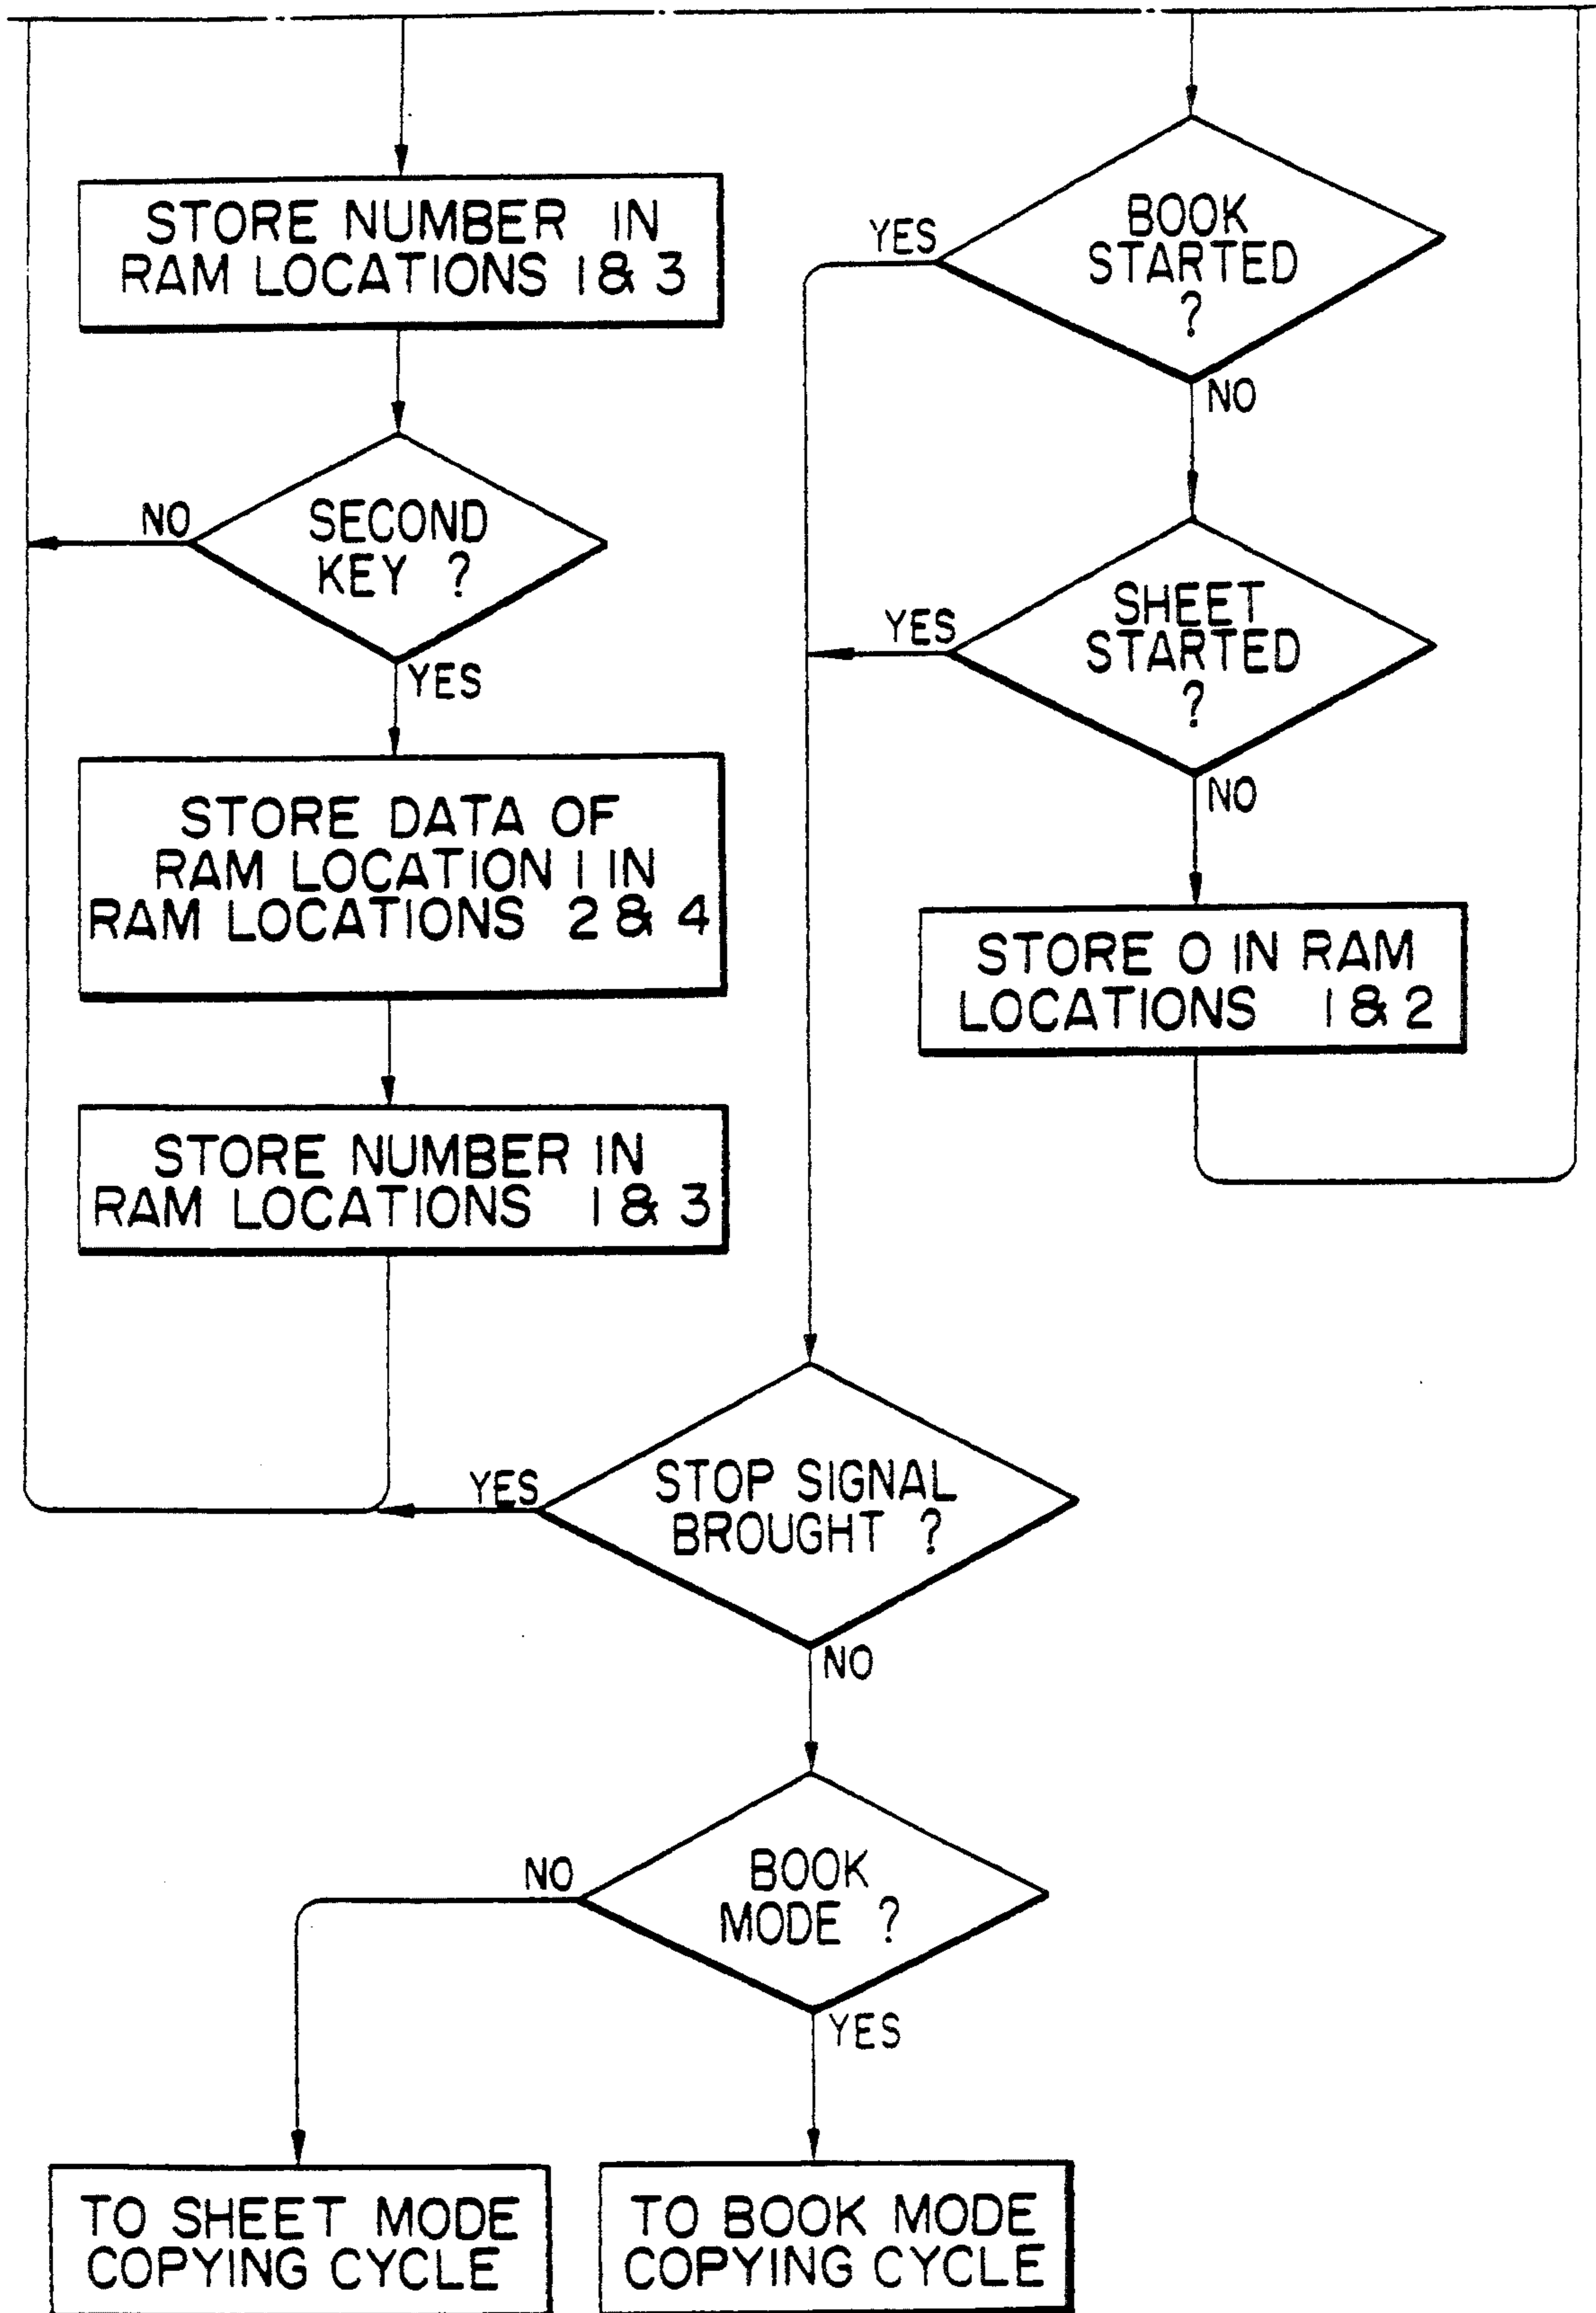 STORE NUMBER IN
RAM LOCATIONS 1 & 3
NO
SECOND
KEY ?
YES
STORE DATA OF
RAM LOCATION 1 IN
RAM LOCATIONS 2 & 4
STORE NUMBER IN
RAM LOCATIONS 1 & 3
YES
BOOK
STARTED
?
NO
YES
SHEET
STARTED
?
NO
STORE 0 IN RAM
LOCATIONS 1 & 2
YES
STOP SIGNAL
BROUGHT ?
NO
NO
BOOK
MODE ?
YES
TO SHEET MODE
COPYING CYCLE
TO BOOK MODE
COPYING CYCLE